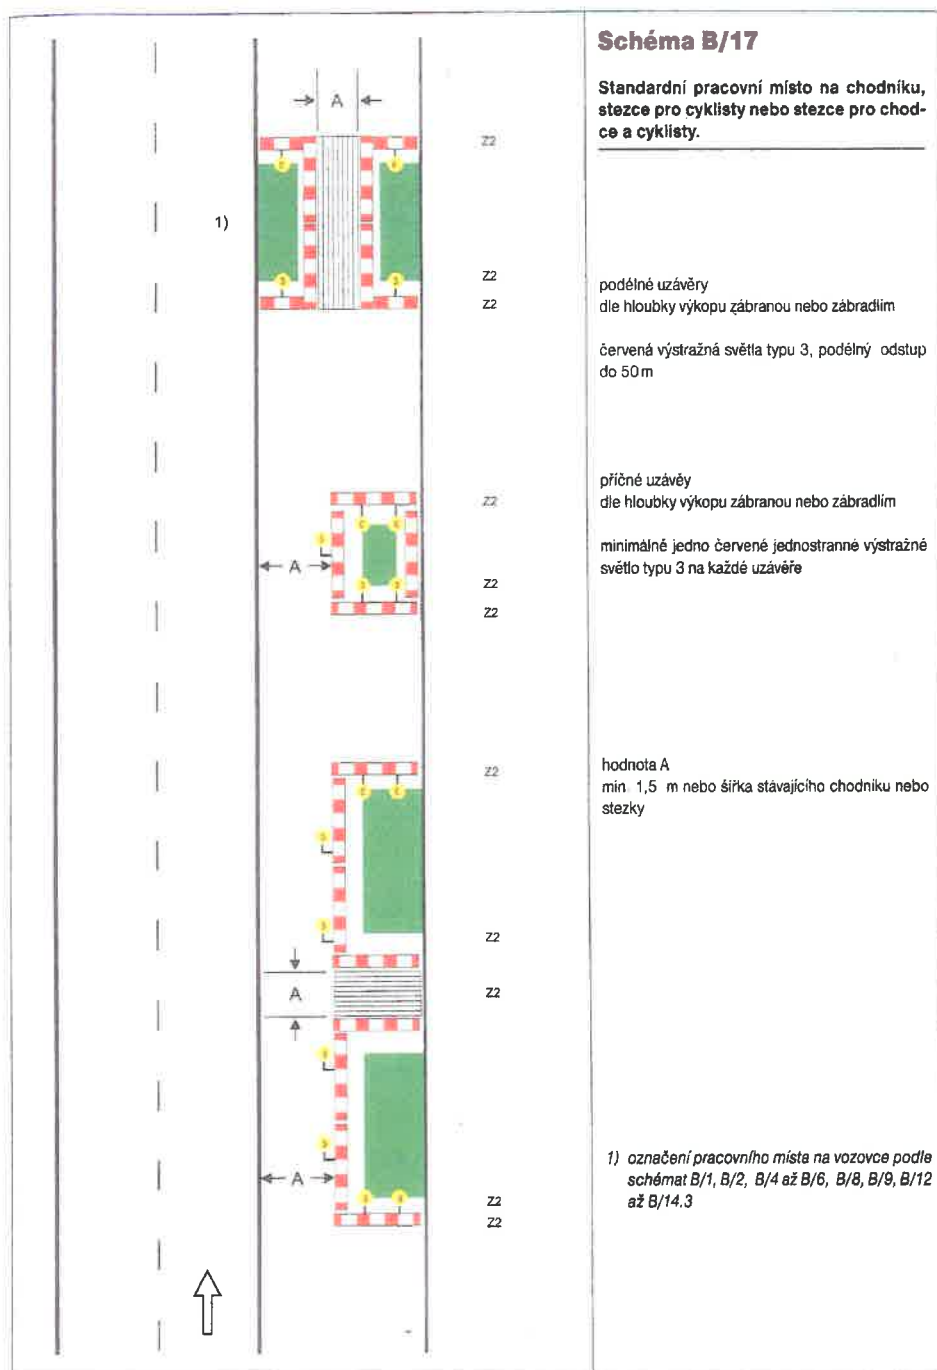 Schéma B/17
Standardní pracovní místo na chodníku,
stezce pro cyklisty nebo stezce pro chod-
ce a cyklisty.
A
Z2
1)
Z2
Z2
podélné uzávěry
dle hloubky výkopu zábranou nebo zábradlím
červená výstražná světla typu 3, podélný odstup
do 50 m
příčné uzávěy
Z2
dle hloubky výkopu zábranou nebo zábradlím
minimálně jedno červené jednostranné výstražné
A
světlo typu 3 na každé uzávěře
Z2
Z2
hodnota A
Z2
min 1,5 m nebo šířka stávajícího chodníku nebo
stezky
Z2
A
Z2
1) označení pracovního místa na vozovce podle
schémat B/1, B/2, B/4 až B/6, B/8, B/9, B/12
A
až B/14.3
Z2
Z2